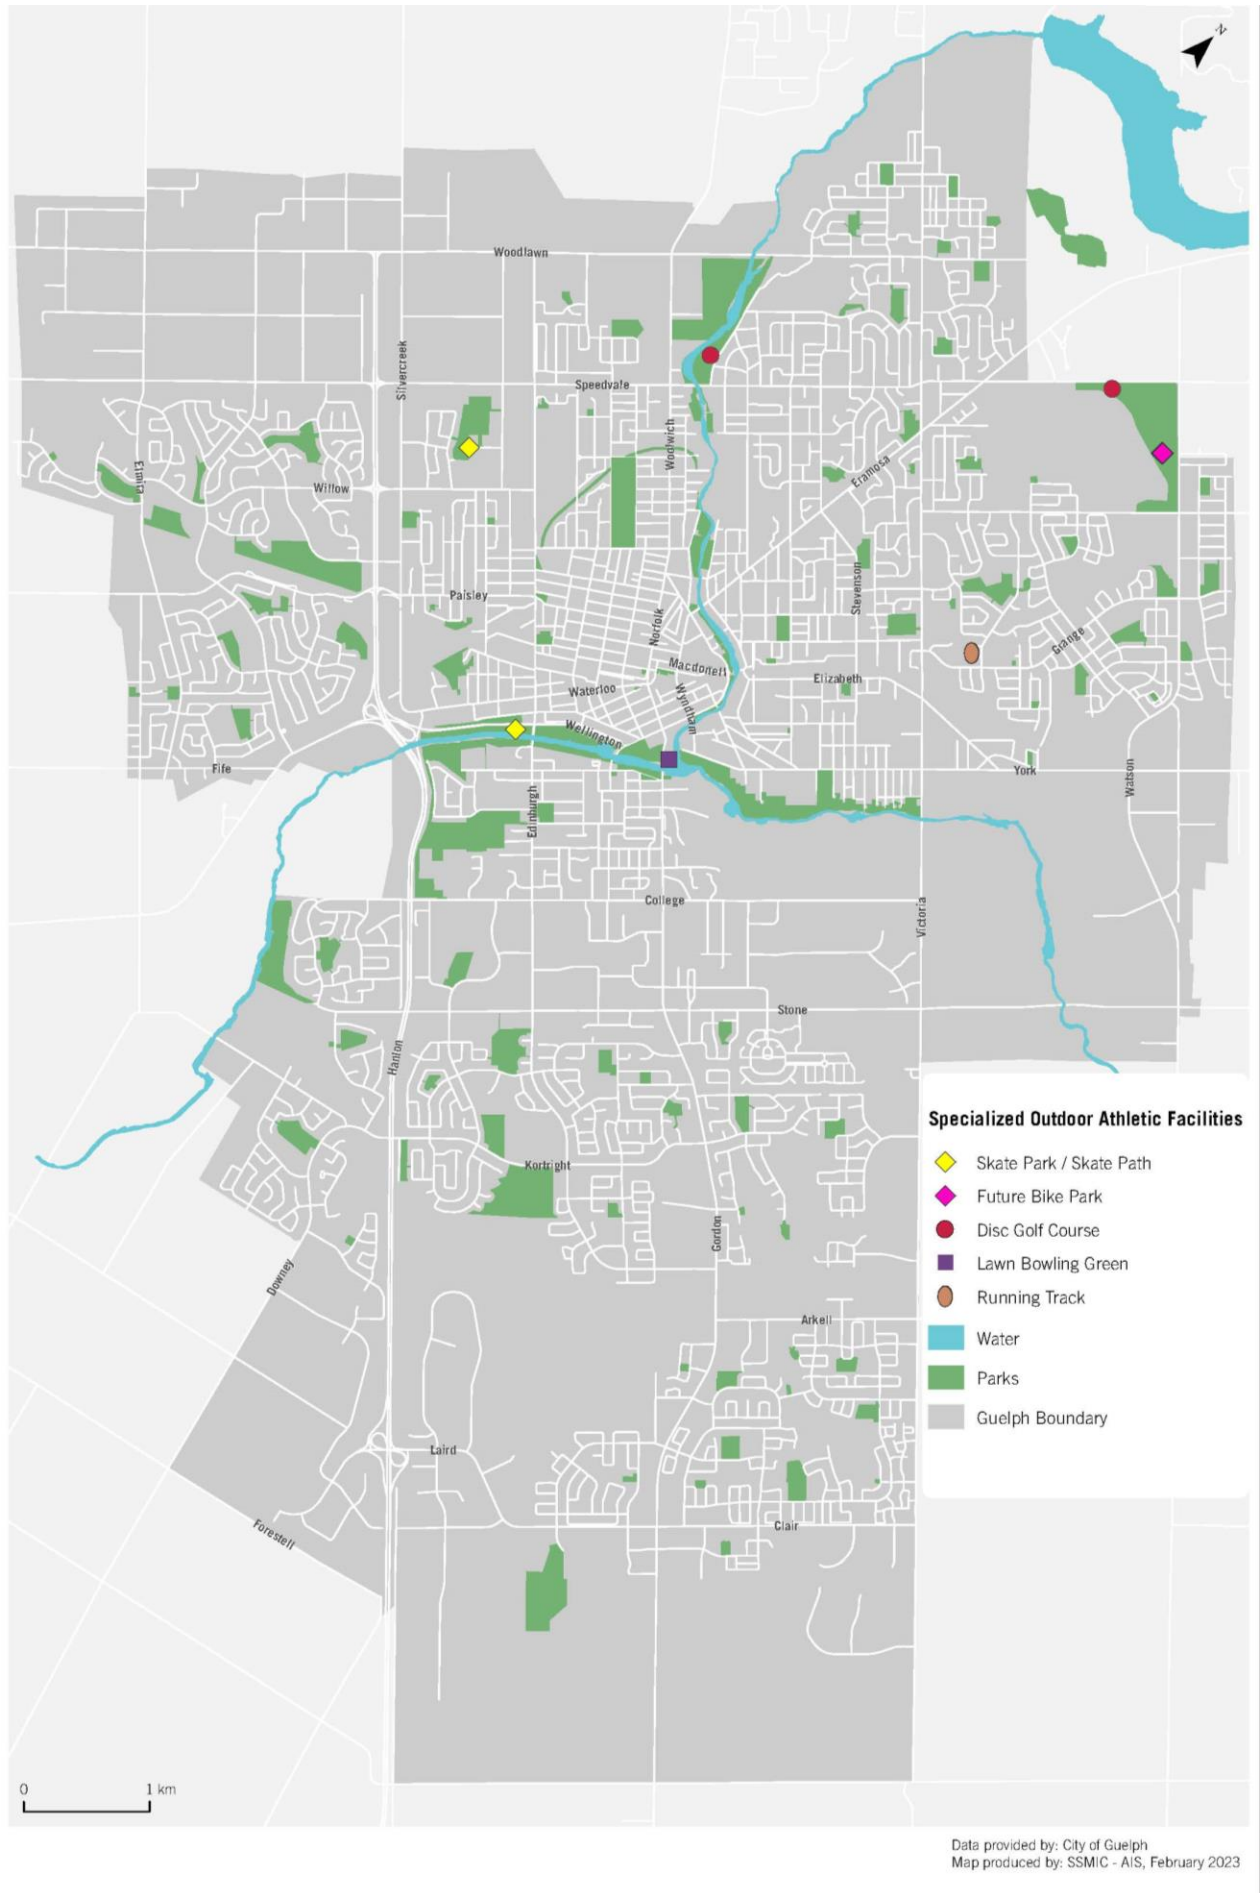 N
Woodlawn
Silvercreek
Speedvale
Woolwich
Elmira
Willow
Eramosa
Stevenson
Paisley
Norfolk
Grange
Macdonell
Elizabeth
Waterloo
Wyndham
Wellington
Fife
York
Watson
Edinburgh
College
Victoria
Stone
Hanlon
Kortright
Gordon
Downey
Arkell
Laird
Clair
Forestell
Specialized Outdoor Athletic Facilities
Skate Park / Skate Path
Future Bike Park
Disc Golf Course
Lawn Bowling Green
Running Track
Water
Parks
Guelph Boundary
0 1 km
Data provided by: City of Guelph
Map produced by: SSMIC - AIS, February 2023